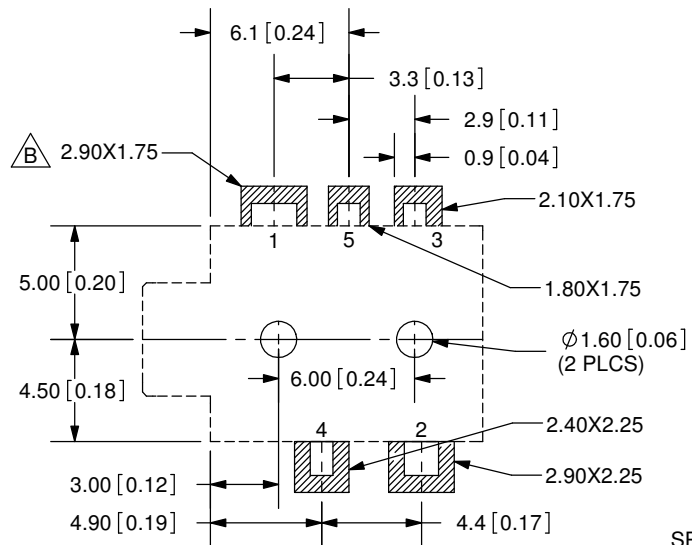 6.1 [0.24]
3.3 [0.13]
2.9 [0.11]
0.9 [0.04]
B 2.90X1.75
2.10X1.75
1 5 3
5.00 [0.20]
1.80X1.75
Ø 1.60 [0.06]
(2 PLCS)
4.50 [0.18]
6.00 [0.24]
4 2
2.40X2.25
2.90X2.25
3.00 [0.12]
4.90 [0.19]
4.4 [0.17]